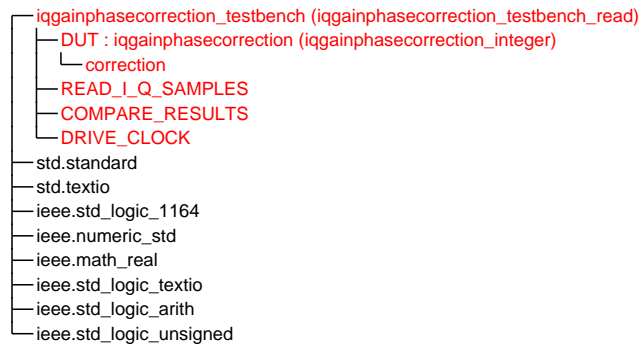 iqgainphasecorrection_testbench (iqgainphasecorrection_testbench_read)
DUT : iqgainphasecorrection (iqgainphasecorrection_integer)
correction
READ_I_Q_SAMPLES
COMPARE_RESULTS
DRIVE_CLOCK
std.standard
std.textio
ieee.std_logic_1164
ieee.numeric_std
ieee.math_real
ieee.std_logic_textio
ieee.std_logic_arith
ieee.std_logic_unsigned